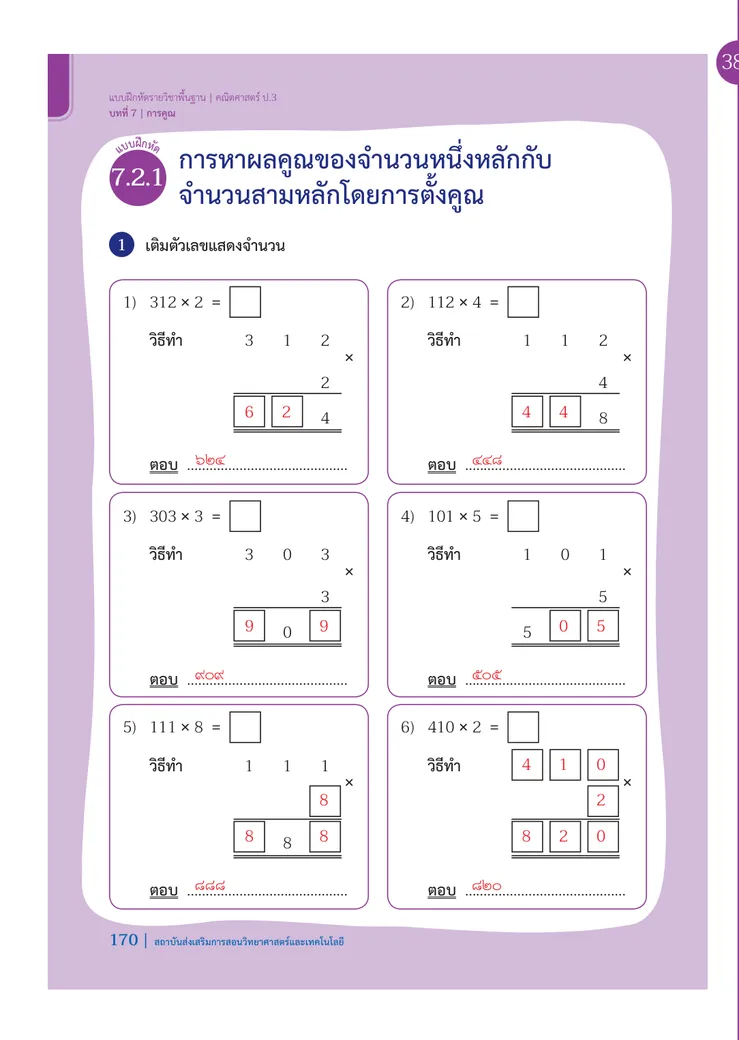 38
แบบฝึกหัดรายวิชาพื้นฐาน | คณิตศาสตร์ ป.3
บทที่ 7 | การคูณ
แบบฝึกหัด
7.2.1
การหาผลคูณของจำนวนหนึ่งหลักกับ
จำนวนสามหลักโดยการตั้งคูณ
1 เติมตัวเลขแสดงจำนวน
1) 312 × 2 =
วิธีทำ 3 1 2
×
2
6 2 4
ตอบ ๖๒๔
2) 112 × 4 =
วิธีทำ 1 1 2
×
4
4 4 8
ตอบ ๔๔๘
3) 303 × 3 =
วิธีทำ 3 0 3
×
3
9 0 9
ตอบ ๙๐๙
4) 101 × 5 =
วิธีทำ 1 0 1
×
5
5 0 5
ตอบ ๕๐๕
5) 111 × 8 =
วิธีทำ 1 1 1
×
8
8 8 8
ตอบ ๘๘๘
6) 410 × 2 =
วิธีทำ 4 1 0
×
2
8 2 0
ตอบ ๘๒๐
170 | สถาบันส่งเสริมการสอนวิทยาศาสตร์และเทคโนโลยี